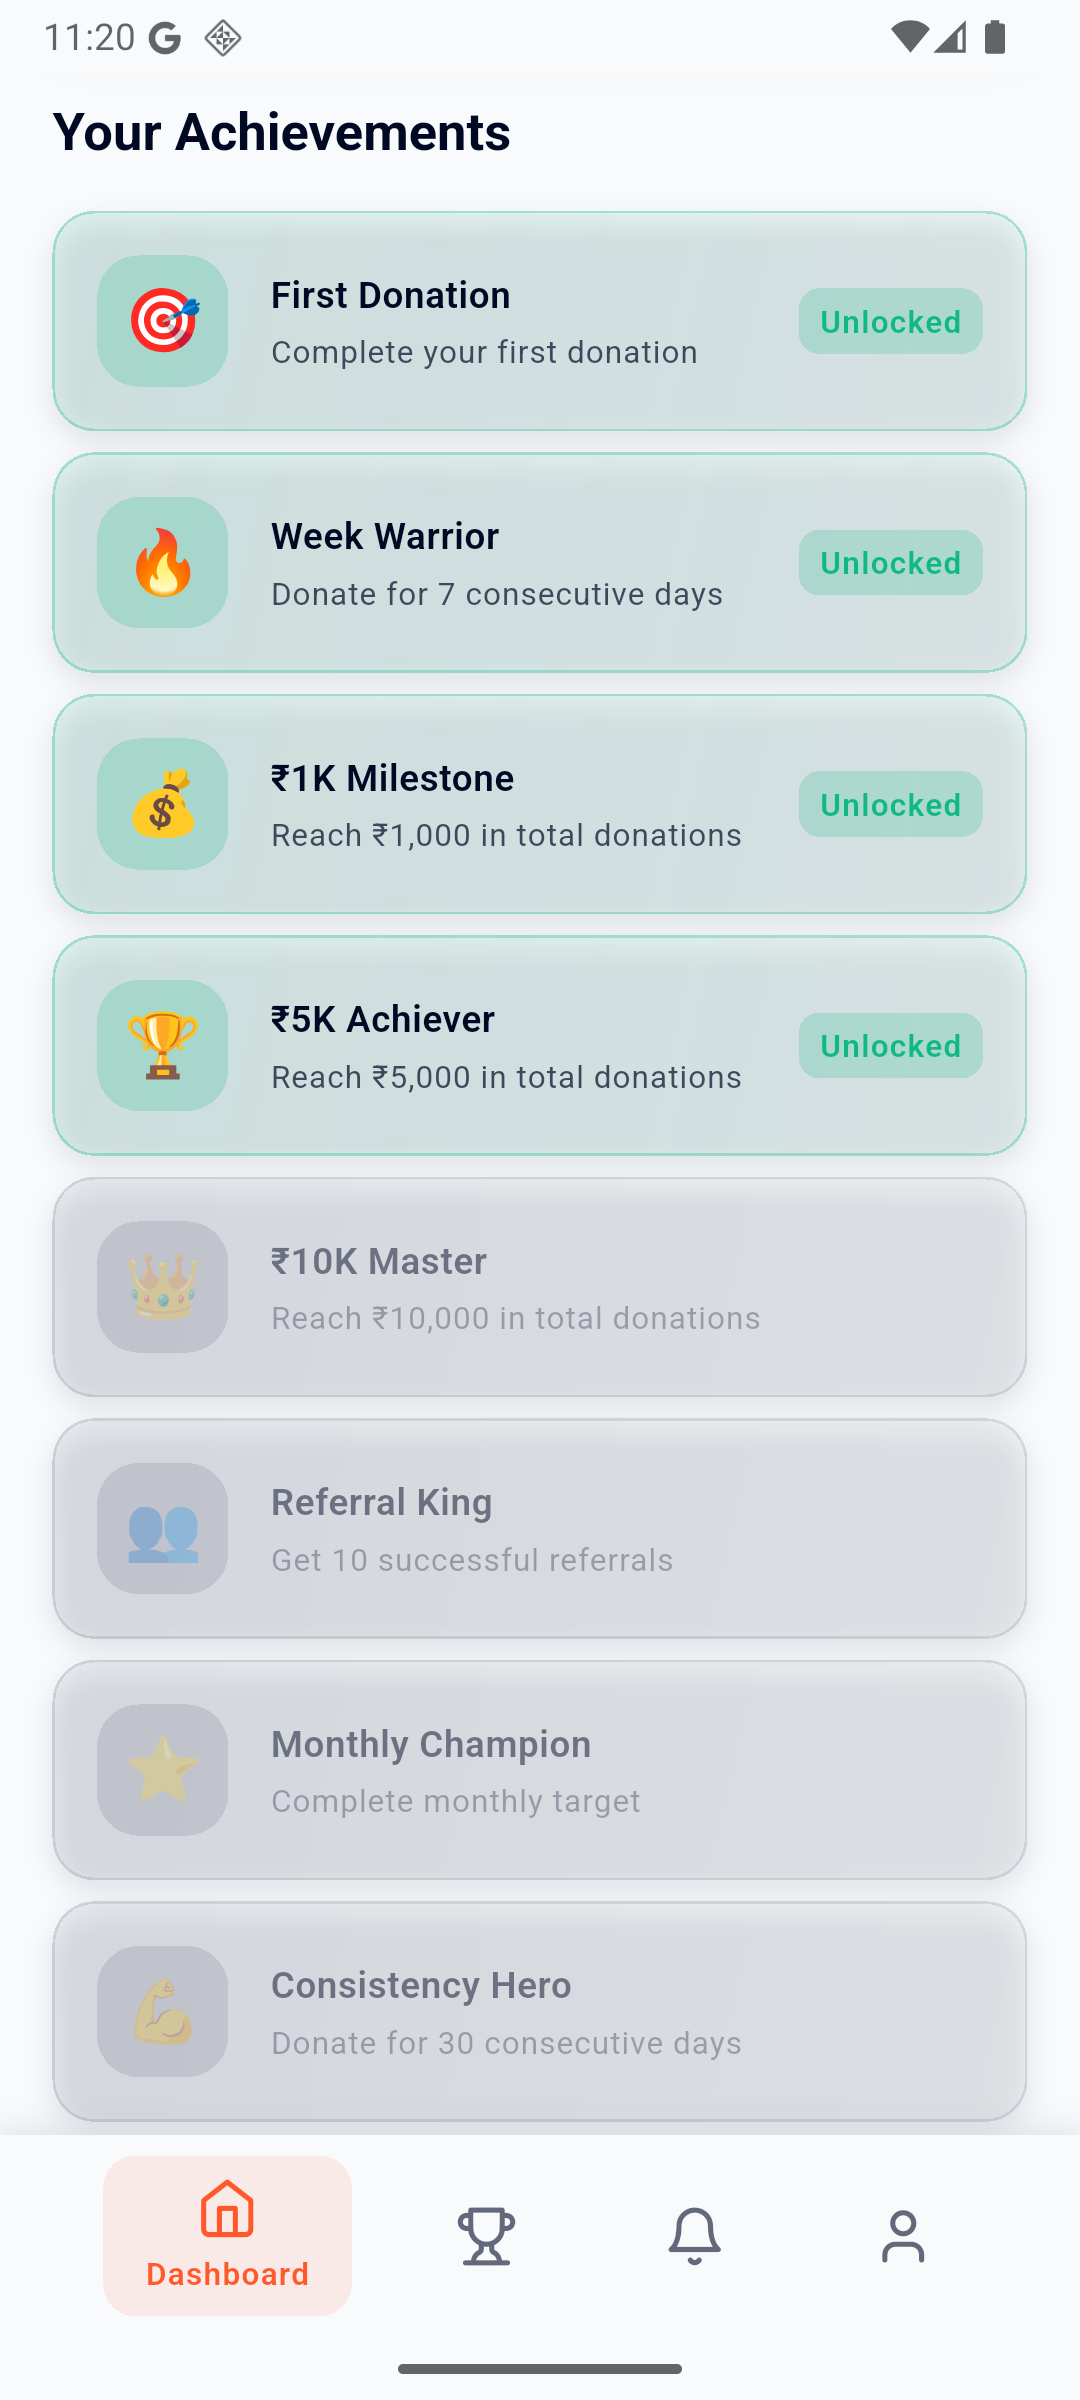 11:20
Your Achievements
First Donation
Complete your first donation
Unlocked
Week Warrior
Donate for 7 consecutive days
Unlocked
₹1K Milestone
Reach ₹1,000 in total donations
Unlocked
₹5K Achiever
Reach ₹5,000 in total donations
Unlocked
₹10K Master
Reach ₹10,000 in total donations
Referral King
Get 10 successful referrals
Monthly Champion
Complete monthly target
Consistency Hero
Donate for 30 consecutive days
Dashboard